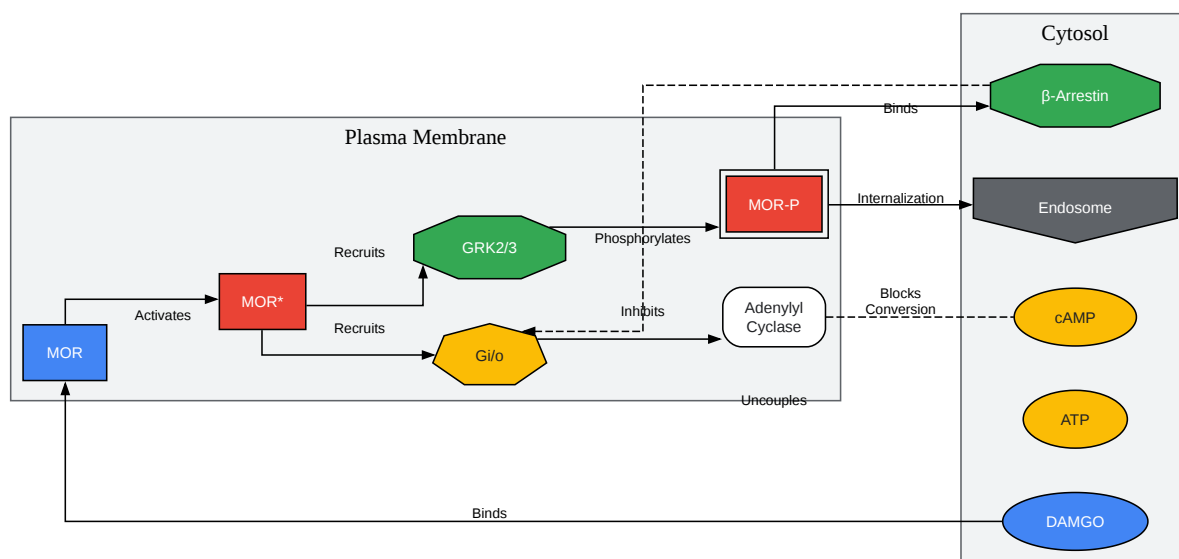 Cytosol
β-Arrestin
Binds
Plasma Membrane
MOR-P
Internalization
Endosome
GRK2/3
Phosphorylates
Recruits
MOR*
Activates
Recruits
Inhibits
Adenylyl
Cyclase
Blocks
Conversion
cAMP
MOR
Gi/o
Uncouples
ATP
Binds
DAMGO